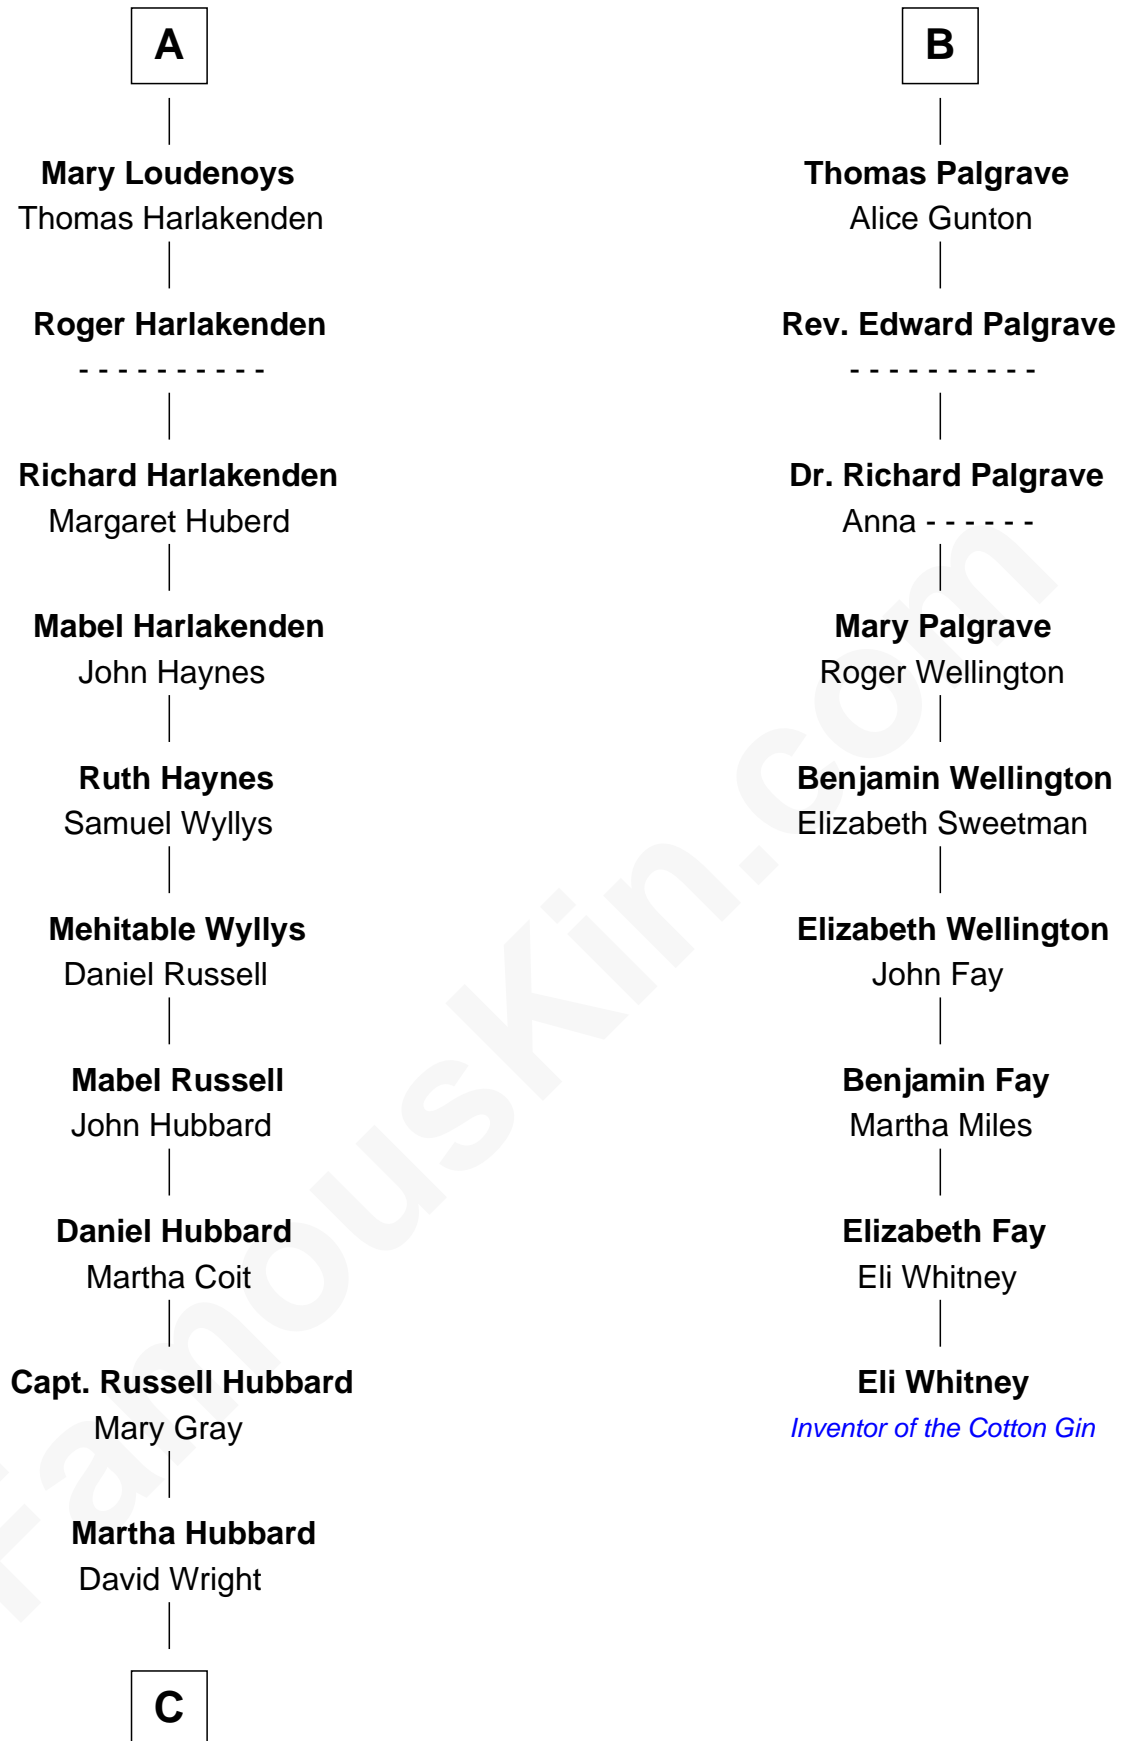 A
Mary Loudenoys
Thomas Harlakenden
Roger Harlakenden
- - - - - - - - - -
Richard Harlakenden
Margaret Huberd
Mabel Harlakenden
John Haynes
Ruth Haynes
Samuel Wyllys
Mehitable Wyllys
Daniel Russell
Mabel Russell
John Hubbard
Daniel Hubbard
Martha Coit
Capt. Russell Hubbard
Mary Gray
Martha Hubbard
David Wright
C
B
Thomas Palgrave
Alice Gunton
Rev. Edward Palgrave
- - - - - - - - - -
Dr. Richard Palgrave
Anna - - - - - -
Mary Palgrave
Roger Wellington
Benjamin Wellington
Elizabeth Sweetman
Elizabeth Wellington
John Fay
Benjamin Fay
Martha Miles
Elizabeth Fay
Eli Whitney
Eli Whitney
Inventor of the Cotton Gin
FamousKin.com